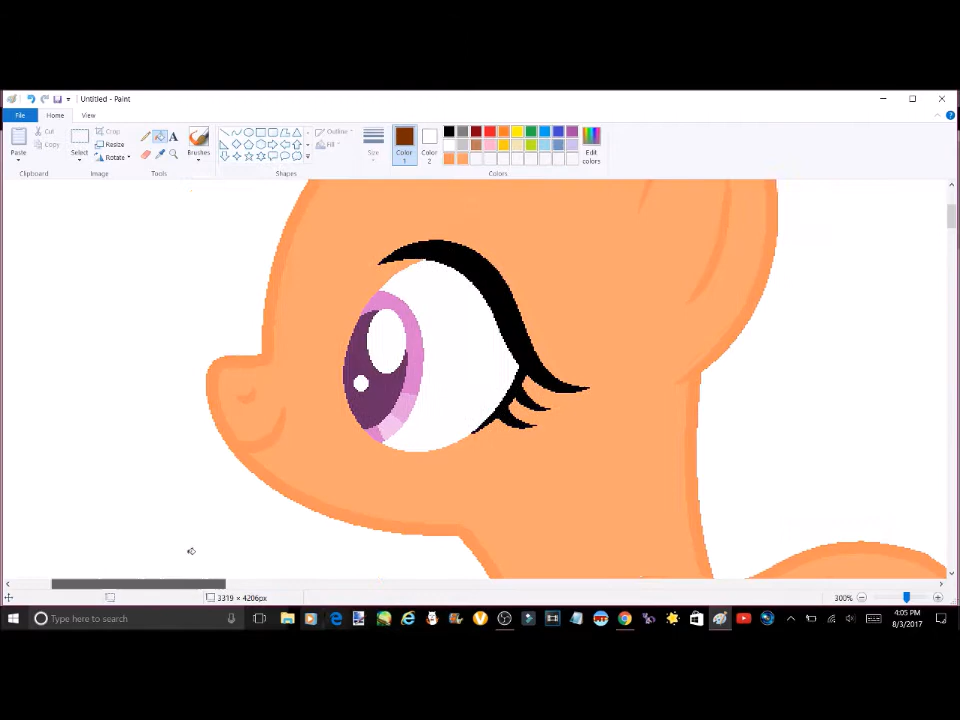 Untitled - Paint
File
Home
View
Paste
Cut
Copy
Clipboard
Select
Crop
Resize
Rotate
Image
A
Tools
Brushes
Outline
Fill
Shapes
Size
Color
1
Color
2
Edit
colors
Colors
3319 × 4206px
300%
Type here to search
4:05 PM
8/3/2017